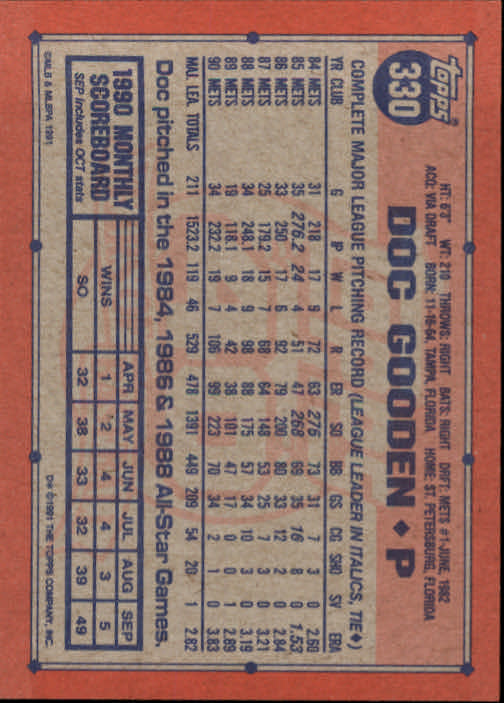 topps
330
HT: 6'3" WT: 210 THROWS: RIGHT BATS: RIGHT DRFT: METS #1-JUNE, 1982
ACQ: VIA DRAFT BORN: 11-16-64, TAMPA, FLORIDA HOME: ST. PETERSBURG, FLORIDA
DOC GOODEN ♦ P
COMPLETE MAJOR LEAGUE PITCHING RECORD (LEAGUE LEADER IN ITALICS, TIE♦)
YR CLUB G IP W L R ER SO BB GS CG SHO SV ERA
84 METS 31 218 17 9 72 63 276 73 31 7 3 0 2.60
85 METS 35 276.2 24 4 51 47 268 69 35 16 8 0 1.53
86 METS 33 250 17 6 92 79 200 80 33 12 2 0 2.84
87 METS 25 179.2 15 7 68 64 148 53 25 7 3 0 3.21
88 METS 34 248.1 18 9 98 88 175 57 34 10 3 0 3.19
89 METS 19 118.1 9 4 42 38 101 47 17 0 0 1 2.89
90 METS 34 232.2 19 7 106 99 223 70 34 2 1 0 3.83
MAJ. LEA. TOTALS 211 1523.2 119 46 529 478 1391 449 209 54 20 1 2.82
Doc pitched in the 1984, 1986 & 1988 All-Star Games.
1990 MONTHLY
SCOREBOARD
SEP includes OCT stats
APR MAY JUN JUL AUG SEP
WINS 1 2 4 4 3 5
SO 32 38 33 32 39 49
©MLB & MLBPA 1991
D® ©1991 THE TOPPS COMPANY, INC.